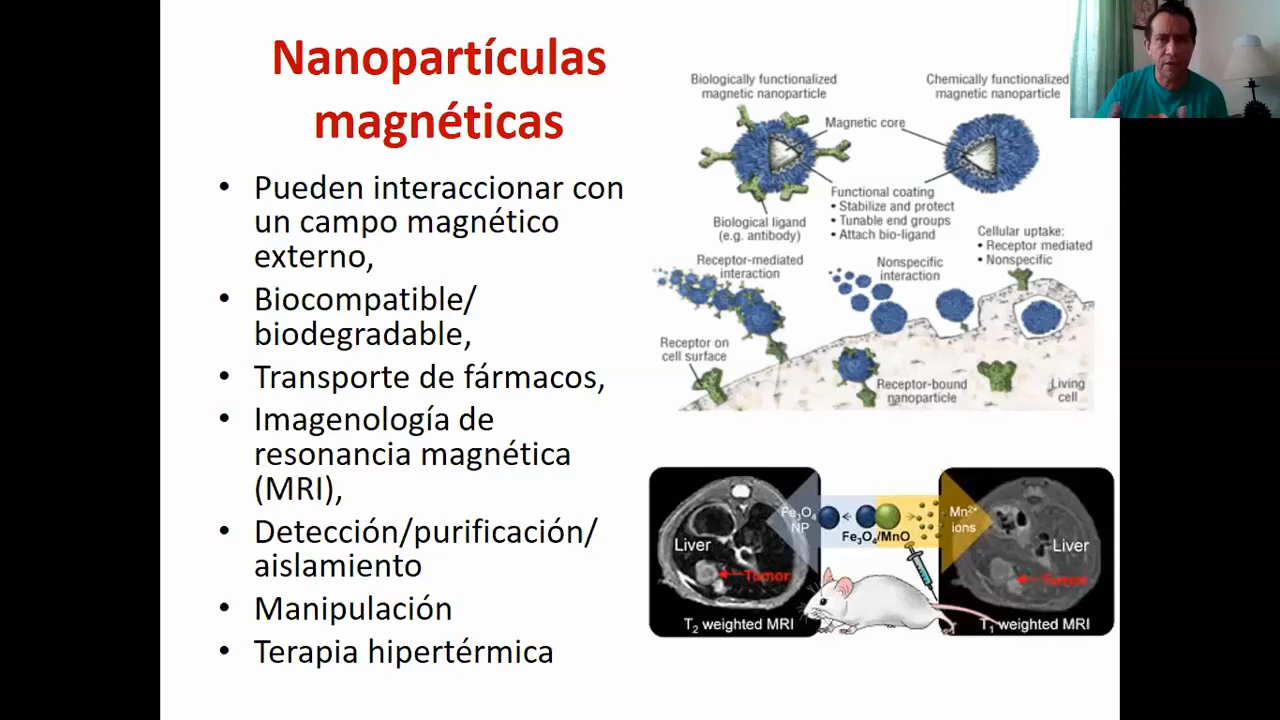 Nanopartículas
magnéticas
• Pueden interaccionar con
un campo magnético
externo,
• Biocompatible/
biodegradable,
• Transporte de fármacos,
• Imagenología de
resonancia magnética
(MRI),
• Detección/purificación/
aislamiento
• Manipulación
• Terapia hipertérmica
Biologically functionalized
magnetic nanoparticle
Chemically functionalized
magnetic nanoparticle
Magnetic core
Functional coating
• Stabilize and protect
• Tunable end groups
• Attach bio-ligand
Biological ligand
(e.g. antibody)
Cellular uptake:
• Receptor mediated
• Nonspecific
Receptor-mediated
interaction
Nonspecific
interaction
Receptor on
cell surface
Receptor-bound
nanoparticle
Living
cell
Fe₃O₄
NP
Fe₃O₄/MnO
Mn²⁺
ions
Liver
Tumor
T₂ weighted MRI
Liver
Tumor
T₁ weighted MRI